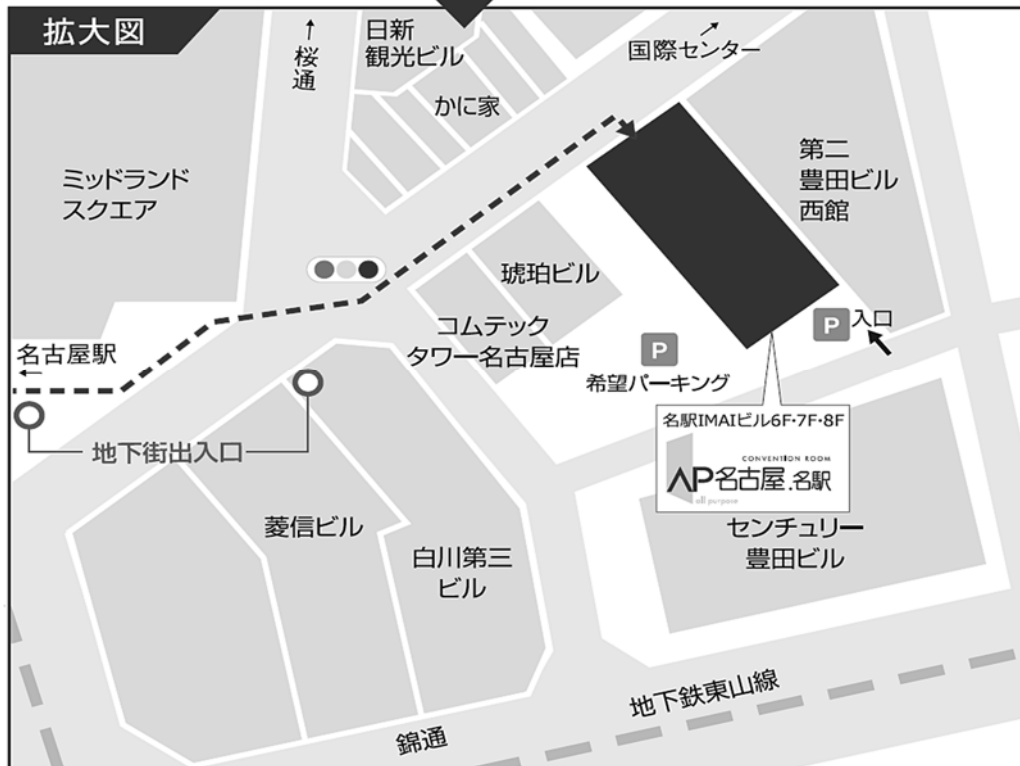 拡大図
↑
桜通
日新
観光ビル
国際センター
↗
かに家
ミッドランド
スクエア
第二
豊田ビル
西館
琥珀ビル
コムテック
タワー名古屋店
名古屋駅
←
P
希望パーキング
P
入口
地下街出入口
名駅IMAIビル6F・7F・8F
CONVENTION ROOM
AP名古屋.名駅
all purpose
菱信ビル
白川第三
ビル
センチュリー
豊田ビル
地下鉄東山線
錦通